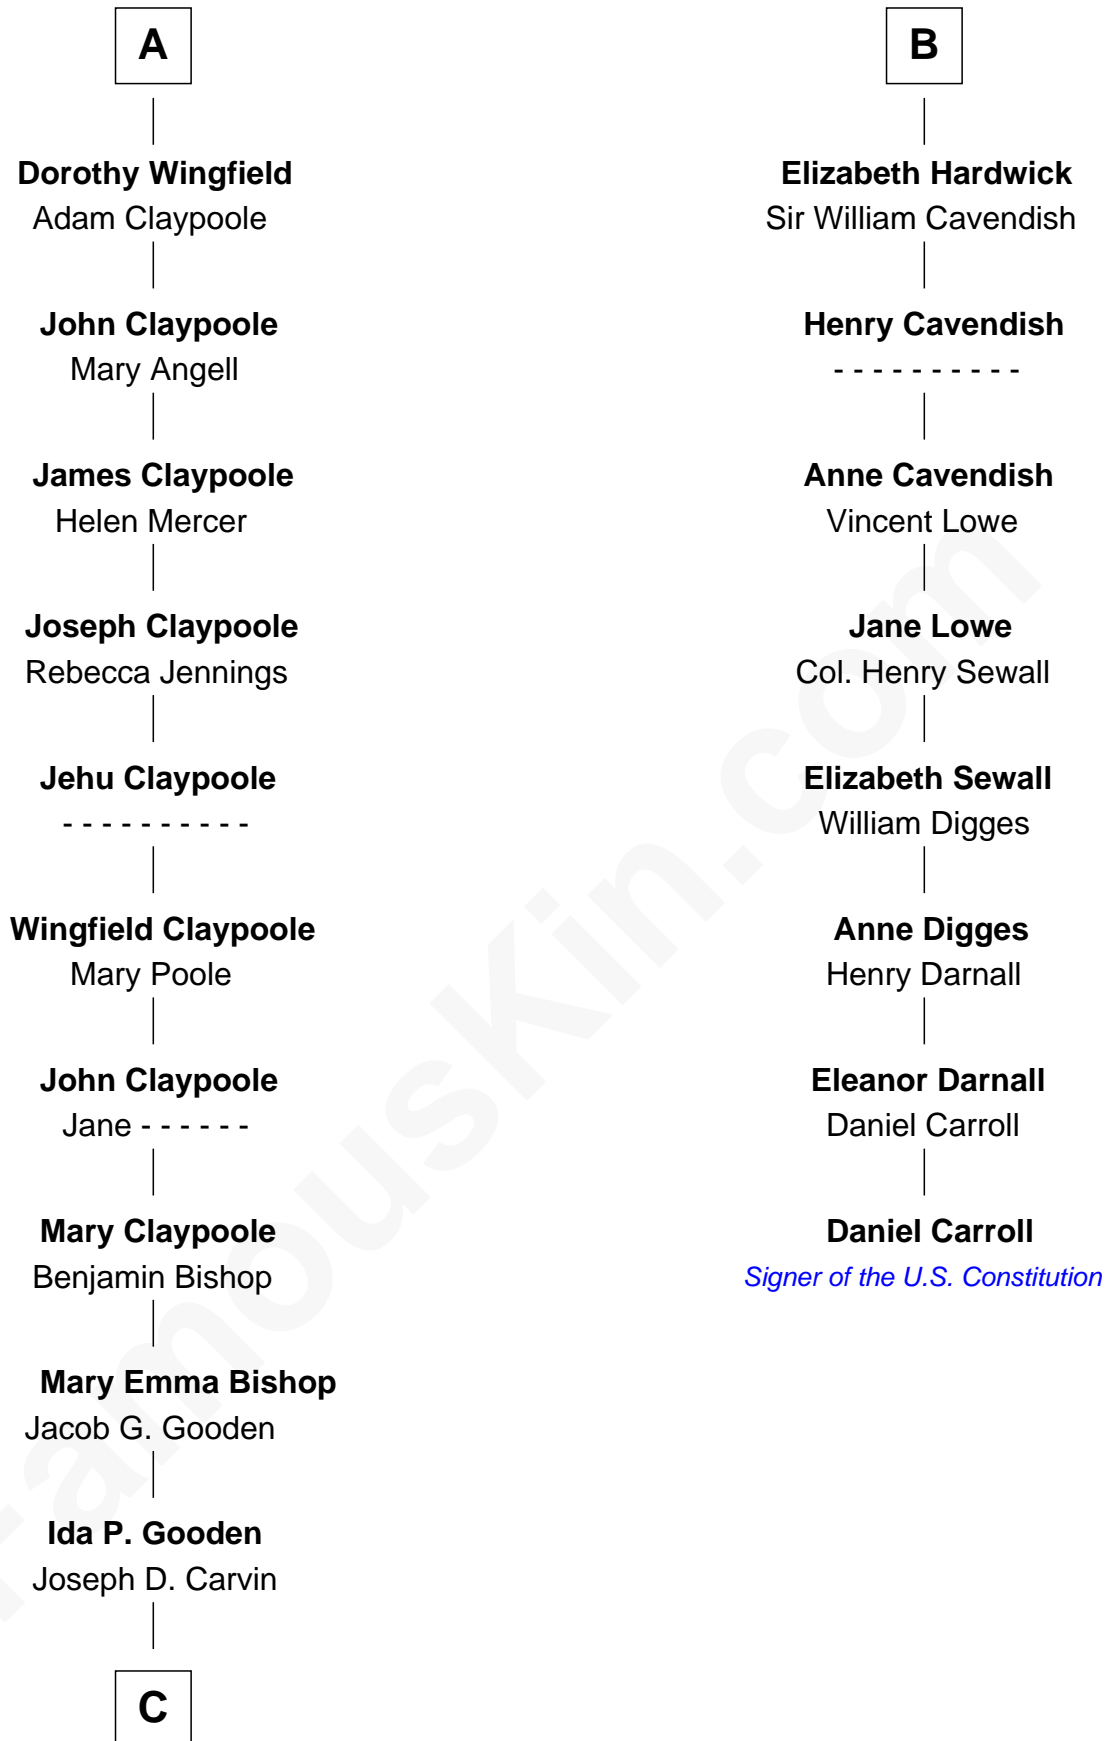 A
Dorothy Wingfield
Adam Claypoole
John Claypoole
Mary Angell
James Claypoole
Helen Mercer
Joseph Claypoole
Rebecca Jennings
Jehu Claypoole
- - - - - - - - - -
Wingfield Claypoole
Mary Poole
John Claypoole
Jane - - - - - -
Mary Claypoole
Benjamin Bishop
Mary Emma Bishop
Jacob G. Gooden
Ida P. Gooden
Joseph D. Carvin
C
B
Elizabeth Hardwick
Sir William Cavendish
Henry Cavendish
- - - - - - - - - -
Anne Cavendish
Vincent Lowe
Jane Lowe
Col. Henry Sewall
Elizabeth Sewall
William Digges
Anne Digges
Henry Darnall
Eleanor Darnall
Daniel Carroll
Daniel Carroll
Signer of the U.S. Constitution
FamousKin.com